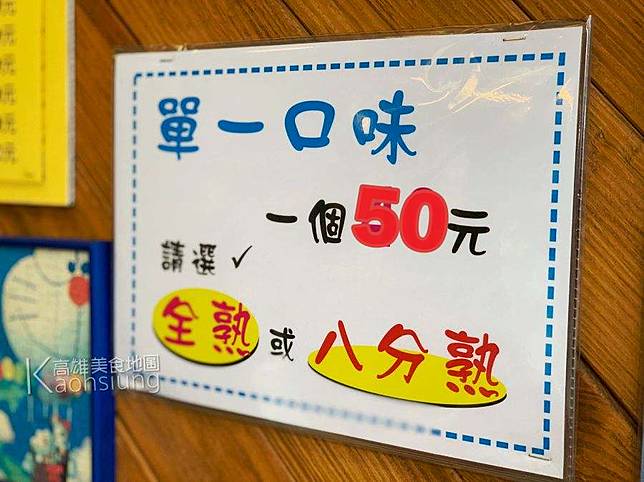 單一口味
一個50元
請選✓
全熟或八分熟
高雄美食地圖
Kaohsiung